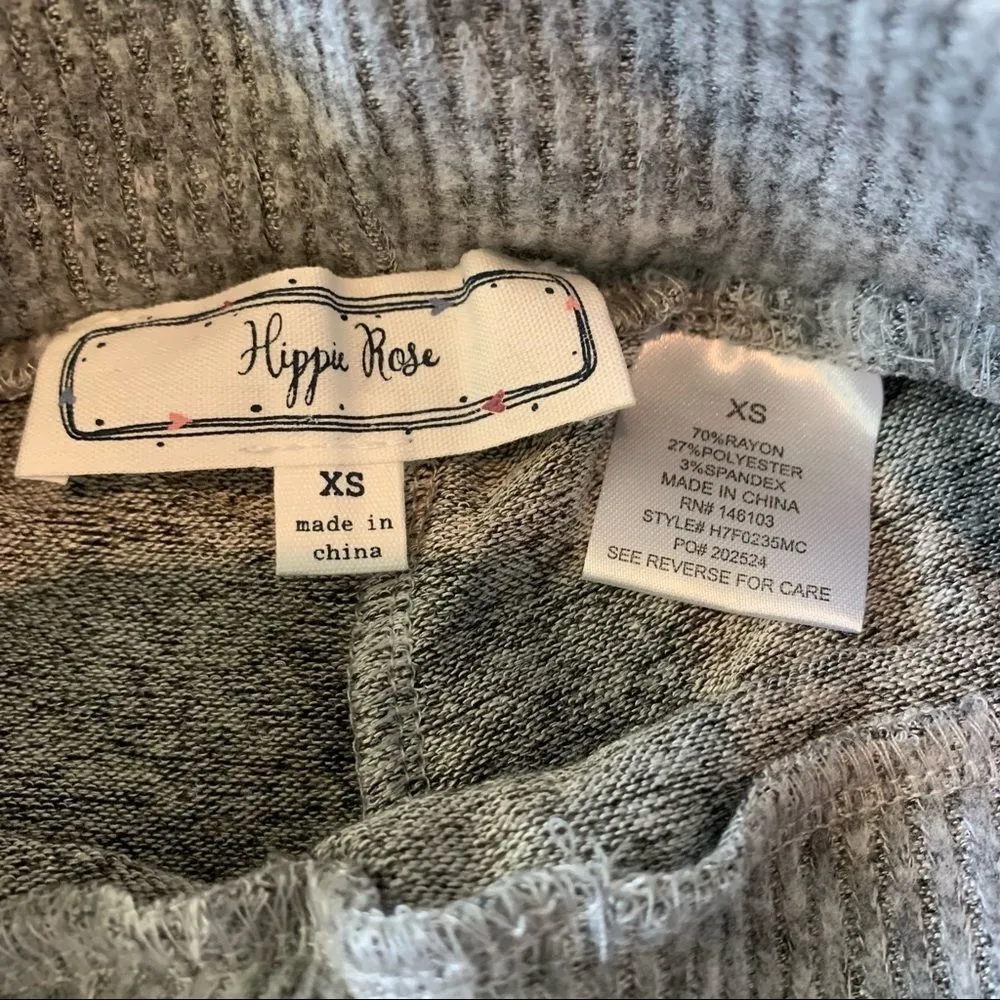 Hippie Rose
XS
made in
china
XS
70%RAYON
27%POLYESTER
3%SPANDEX
MADE IN CHINA
RN# 146103
STYLE# H7F0235MC
PO# 202524
SEE REVERSE FOR CARE